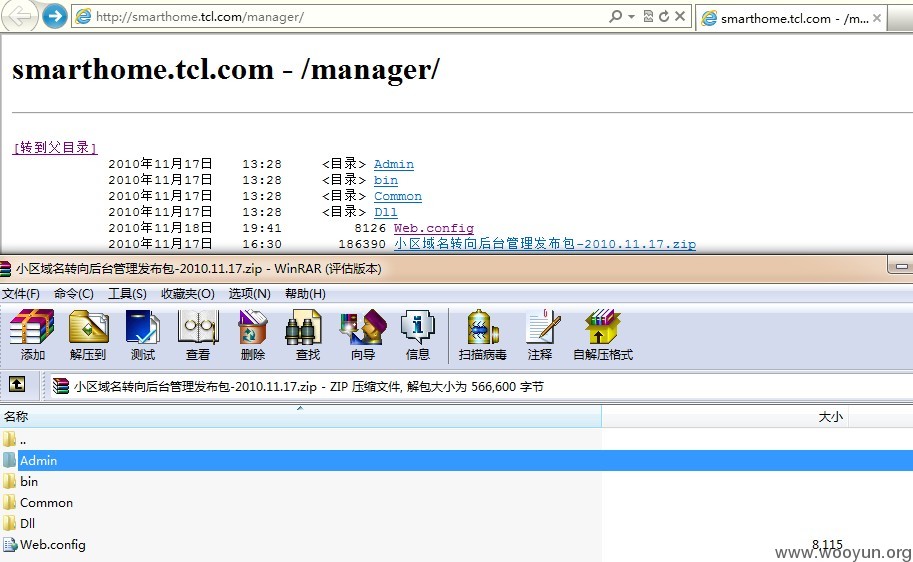 http://smarthome.tcl.com/manager/
smarthome.tcl.com - /m...
smarthome.tcl.com - /manager/
[转到父目录]
2010年11月17日 13:28 <目录> Admin
2010年11月17日 13:28 <目录> bin
2010年11月17日 13:28 <目录> Common
2010年11月17日 13:28 <目录> Dll
2010年11月18日 19:41 8126 Web.config
2010年11月17日 16:30 186390 小区域名转向后台管理发布包-2010.11.17.zip
小区域名转向后台管理发布包-2010.11.17.zip - WinRAR (评估版本)
文件(F) 命令(C) 工具(S) 收藏夹(O) 选项(N) 帮助(H)
添加 解压到 测试 查看 删除 查找 向导 信息 扫描病毒 注释 自解压格式
小区域名转向后台管理发布包-2010.11.17.zip - ZIP 压缩文件, 解包大小为 566,600 字节
名称 大小
..
Admin
bin
Common
Dll
Web.config 8,115
www.wooyun.org